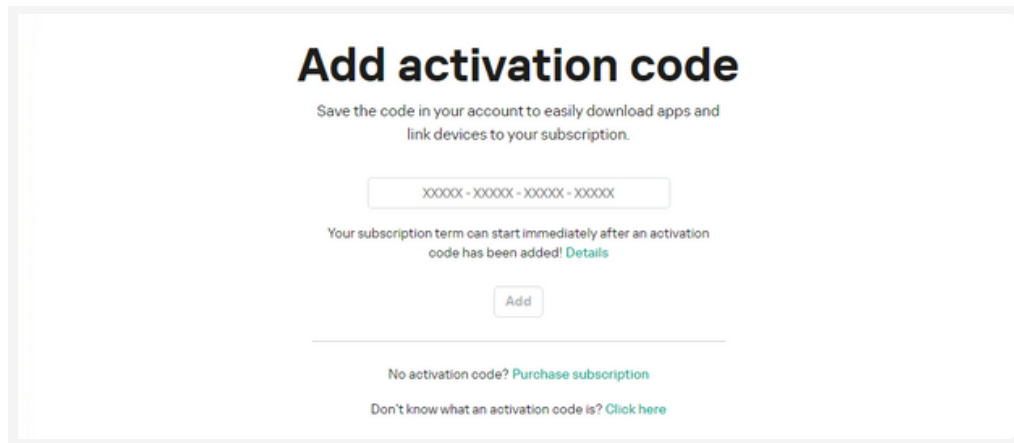 Add activation code
Save the code in your account to easily download apps and
link devices to your subscription.
XXXXX - XXXXX - XXXXX - XXXXX
Your subscription term can start immediately after an activation
code has been added! Details
Add
No activation code? Purchase subscription
Don't know what an activation code is? Click here